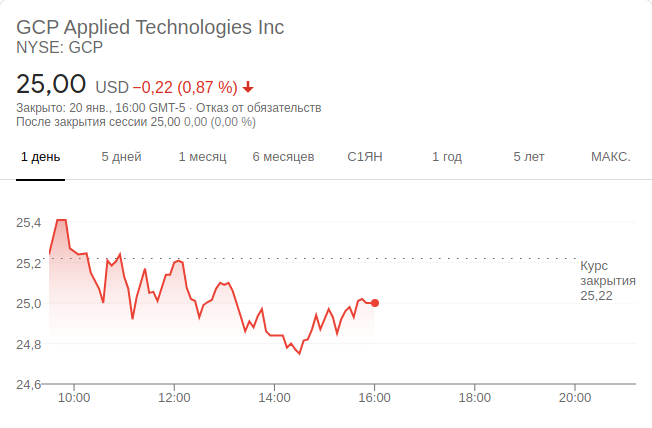 GCP Applied Technologies Inc
NYSE: GCP
25,00 USD −0,22 (0,87 %)
Закрыто: 20 янв., 16:00 GMT-5 · Отказ от обязательств
После закрытия сессии 25,00 0,00 (0,00 %)
1 день 5 дней 1 месяц 6 месяцев С1ЯН 1 год 5 лет МАКС.
25,4
25,2
25,0
24,8
24,6
Курс
закрытия
25,22
10:00 12:00 14:00 16:00 18:00 20:00